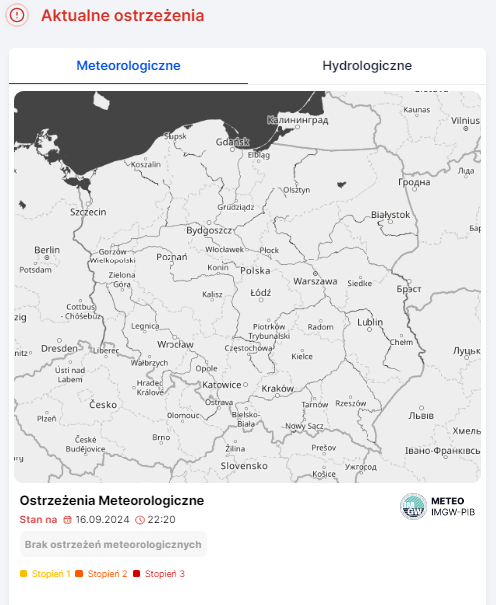 Aktualne ostrzeżenia
Meteorologiczne Hydrologiczne
Kaunas
Калининград
Vilnius
Słupsk
Gdańsk
Koszalin
Elbląg
Ліда
Olsztyn
Гродна
Szczecin
Grudziądz
Białystok
Bydgoszcz
Berlin
Gorzów
Wielkopolski
Włocławek
Płock
Poznań
Potsdam
Konin
Polska
Zielona
Góra
Warszawa
Siedlce
Брэст
Kalisz
Łódź
Cottbus
- Chóśebuz
zig
Legnica
Piotrków
Trybunalski
Radom
Lublin
Dresden
Liberec
Wrocław
Częstochowa
Chełm
Kielce
Луцьк
nitz
Wałbrzych
Ústí nad
Labem
Opole
Hradec
Králové
Katowice
Kraków
Česko
Ostrava
Tarnów
Rzeszów
Plzeň
Olomouc
Bielsko-
Biała
Львів
Nowy Sącz
Хмель
České
Budějovice
Brno
Žilina
Prešov
Івано-Франківсь
Slovensko
Ужгород
Košice
Ostrzeżenia Meteorologiczne
Stan na 16.09.2024 22:20
METEO
IMGW-PIB
Brak ostrzeżeń meteorologicznych
Stopień 1 Stopień 2 Stopień 3